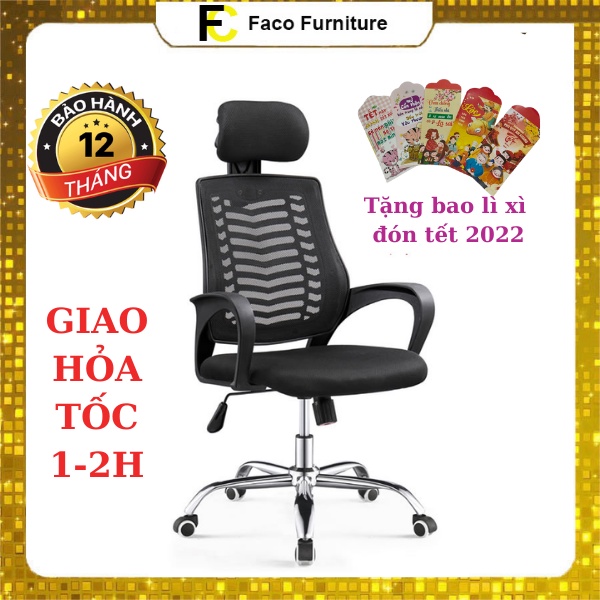 FC Faco Furniture
BẢO HÀNH
12
THÁNG
Tặng bao lì xì
đón tết 2022
GIAO
HỎA
TỐC
1-2H